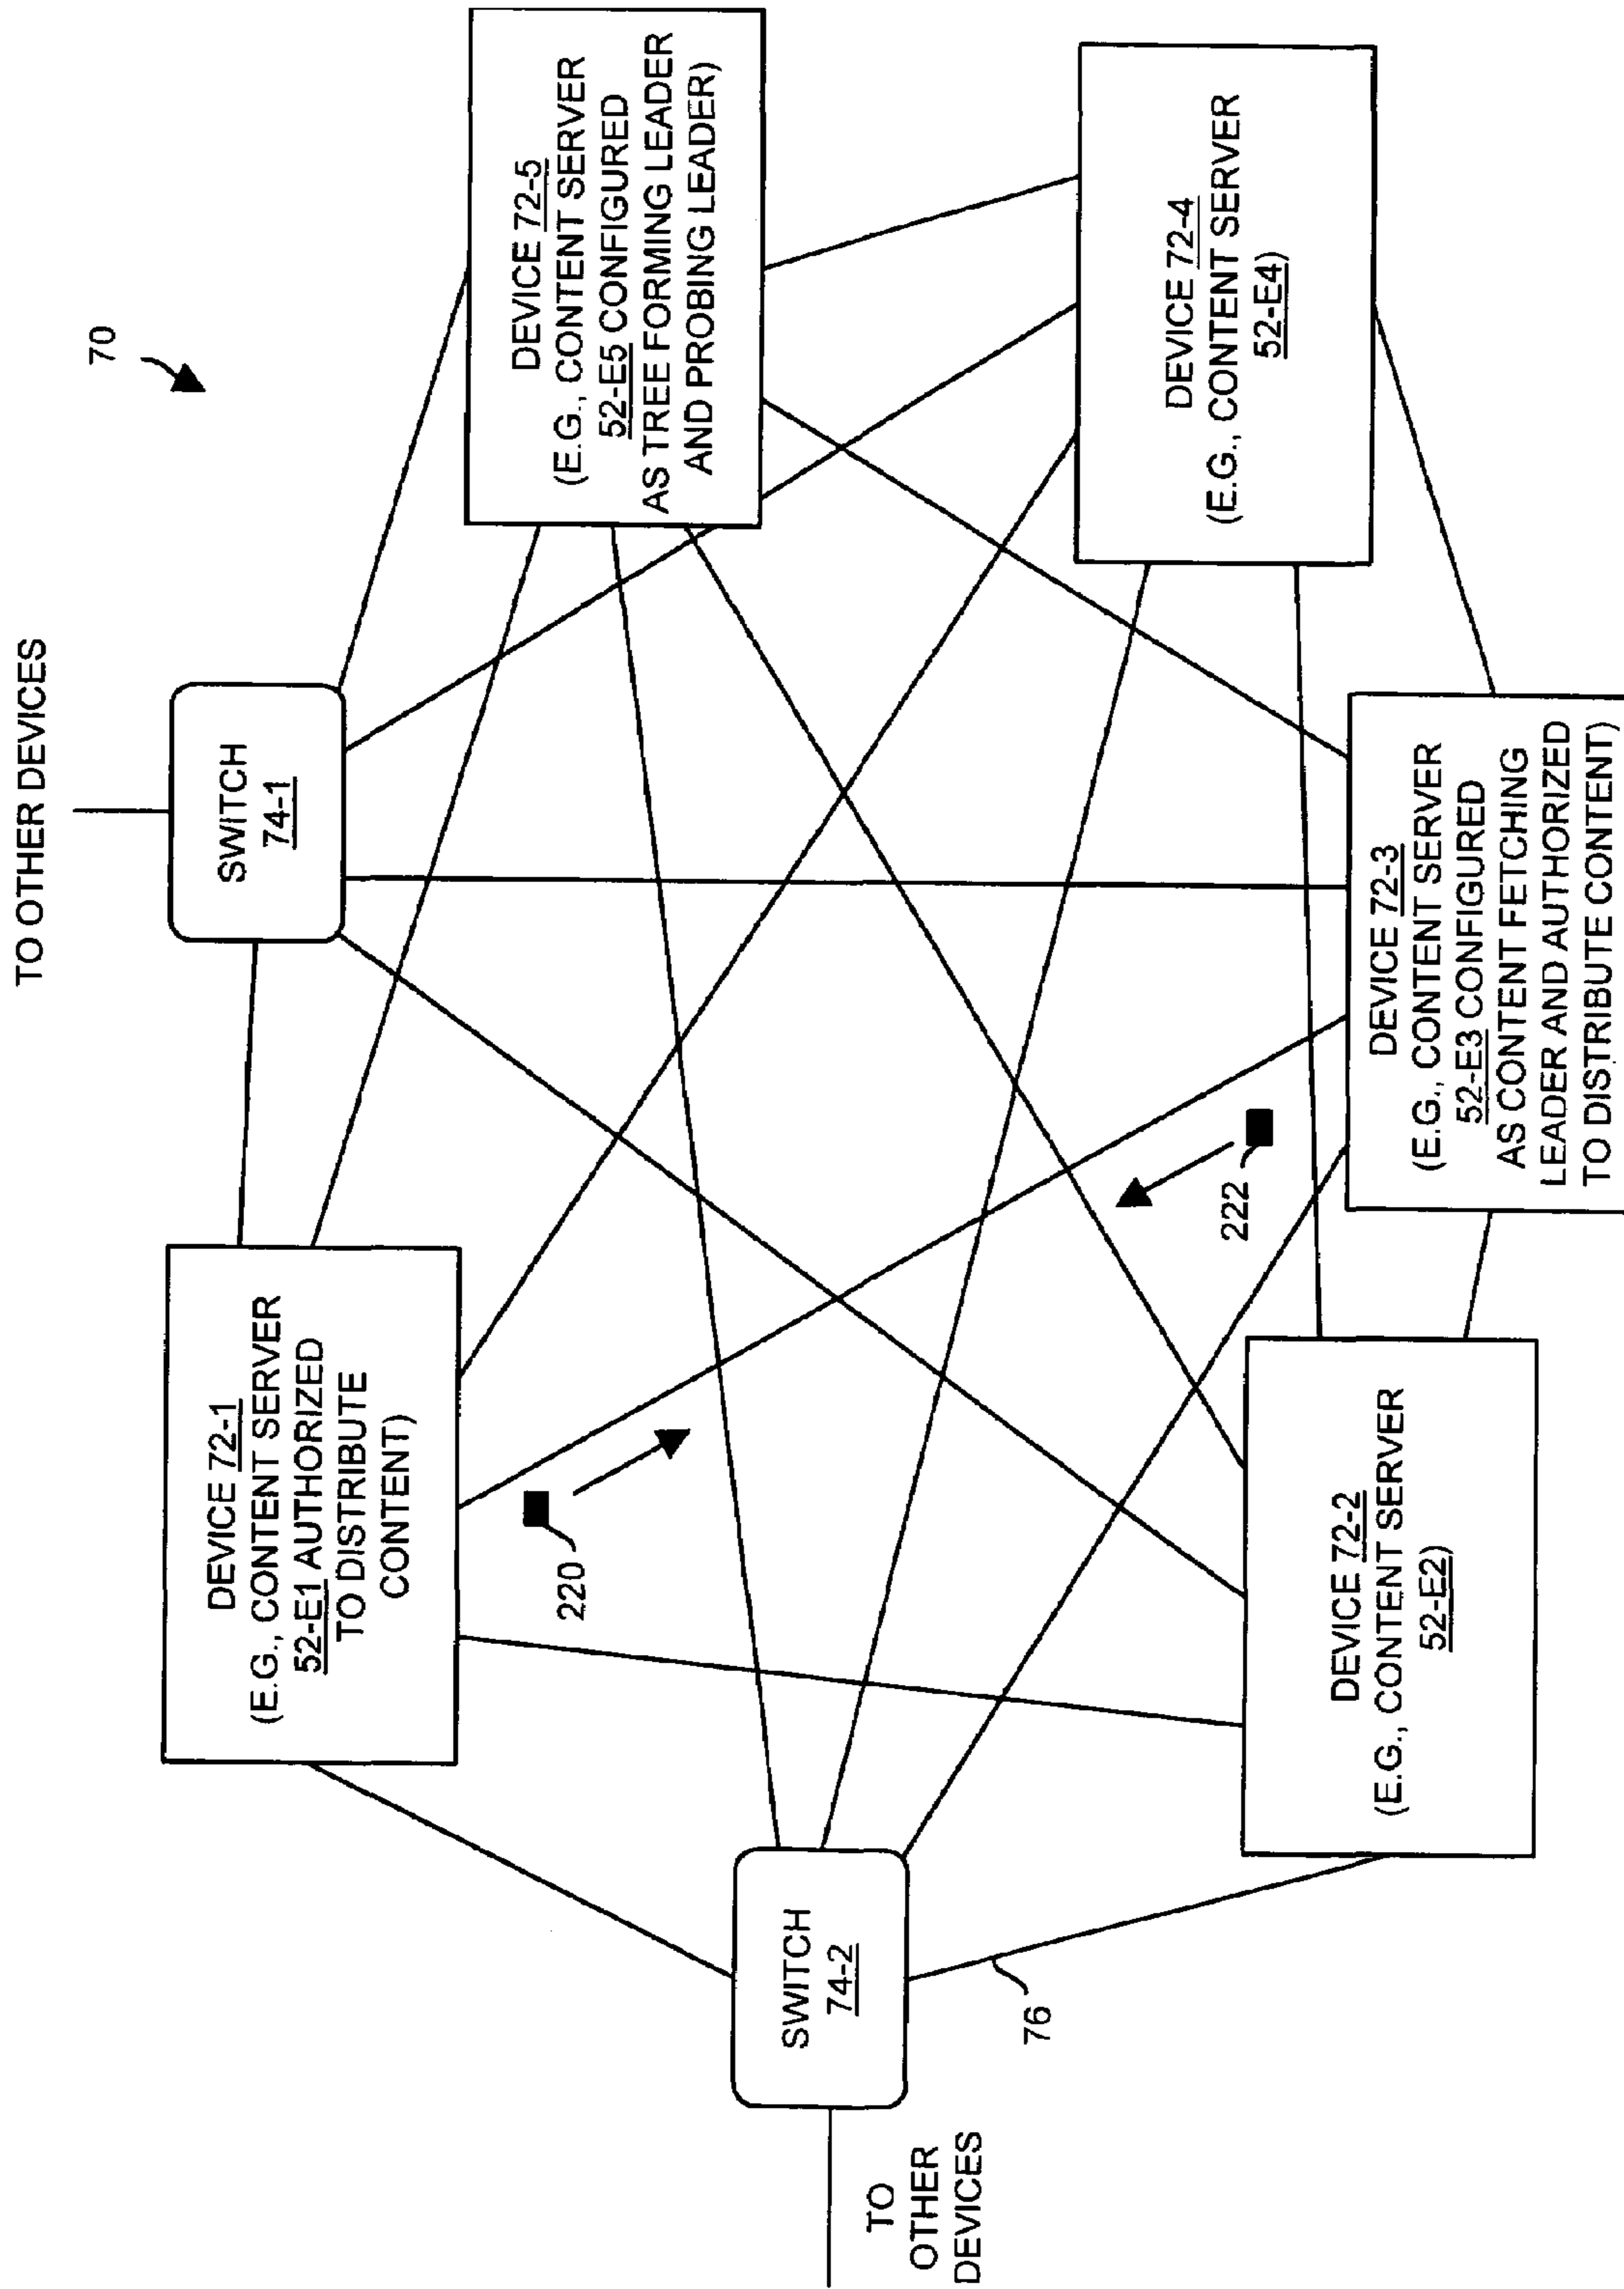 70
TO OTHER DEVICES
SWITCH
74-1
DEVICE 72-1
(E.G., CONTENT SERVER
52-E1 AUTHORIZED
TO DISTRIBUTE
CONTENT)
DEVICE 72-5
(E.G., CONTENT SERVER
52-E5 CONFIGURED
AS TREE FORMING LEADER
AND PROBING LEADER)
220
SWITCH
74-2
TO
OTHER
DEVICES
76
222
DEVICE 72-4
(E.G., CONTENT SERVER
52-E4)
DEVICE 72-2
(E.G., CONTENT SERVER
52-E2)
DEVICE 72-3
(E.G., CONTENT SERVER
52-E3 CONFIGURED
AS CONTENT FETCHING
LEADER AND AUTHORIZED
TO DISTRIBUTE CONTENT)